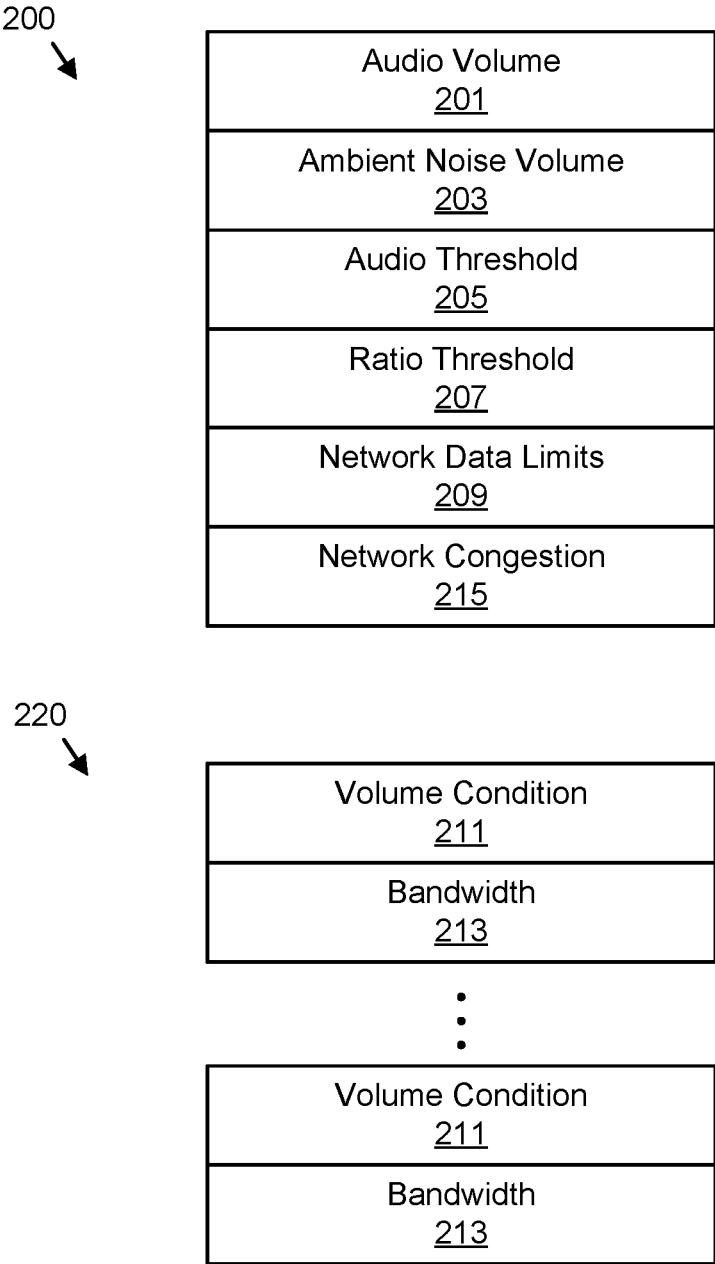 200
Audio Volume
201
Ambient Noise Volume
203
Audio Threshold
205
Ratio Threshold
207
Network Data Limits
209
Network Congestion
215
220
Volume Condition
211
Bandwidth
213
Volume Condition
211
Bandwidth
213